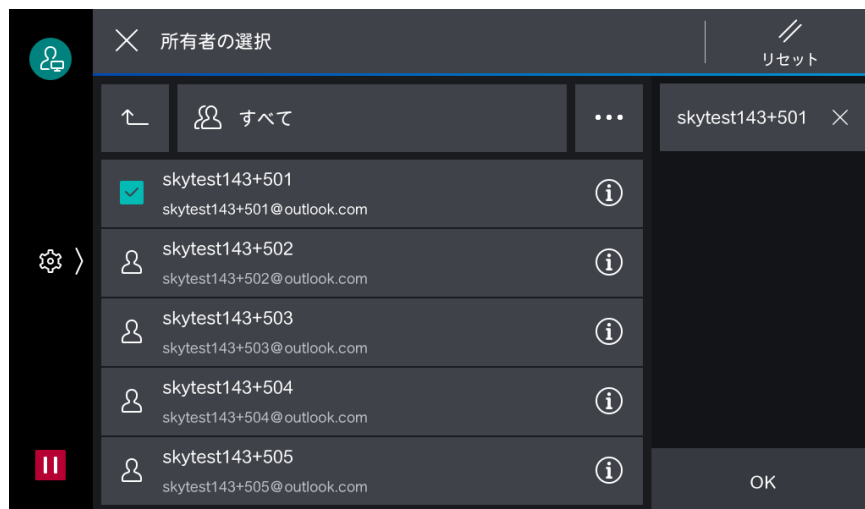 所有者の選択
リセット
すべて
skytest143+501
skytest143+501
skytest143+501@outlook.com
skytest143+502
skytest143+502@outlook.com
skytest143+503
skytest143+503@outlook.com
skytest143+504
skytest143+504@outlook.com
skytest143+505
skytest143+505@outlook.com
OK